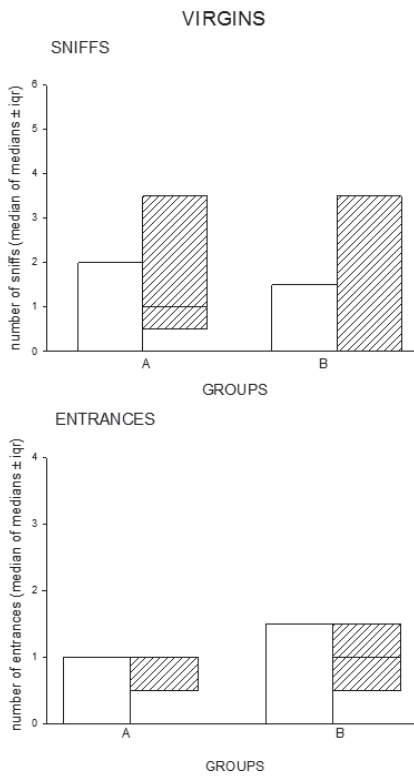 VIRGINS
SNIFFS
number of sniffs (median of medians ± iqr)
6
5
4
3
2
1
0
A B
GROUPS
ENTRANCES
number of entrances (median of medians ± iqr)
4
3
2
1
0
A B
GROUPS